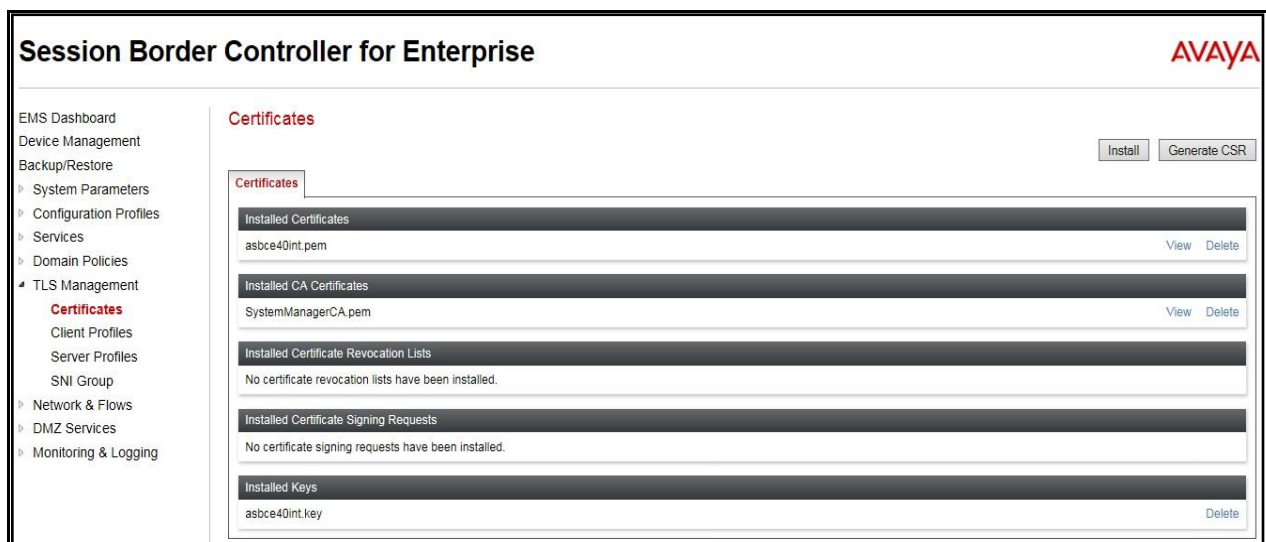 Session Border Controller for Enterprise
AVAYA
EMS Dashboard
Device Management
Backup/Restore
System Parameters
Configuration Profiles
Services
Domain Policies
TLS Management
Certificates
Client Profiles
Server Profiles
SNI Group
Network & Flows
DMZ Services
Monitoring & Logging
Certificates
Install Generate CSR
Certificates
Installed Certificates
asbce40int.pem View Delete
Installed CA Certificates
SystemManagerCA.pem View Delete
Installed Certificate Revocation Lists
No certificate revocation lists have been installed.
Installed Certificate Signing Requests
No certificate signing requests have been installed.
Installed Keys
asbce40int.key Delete